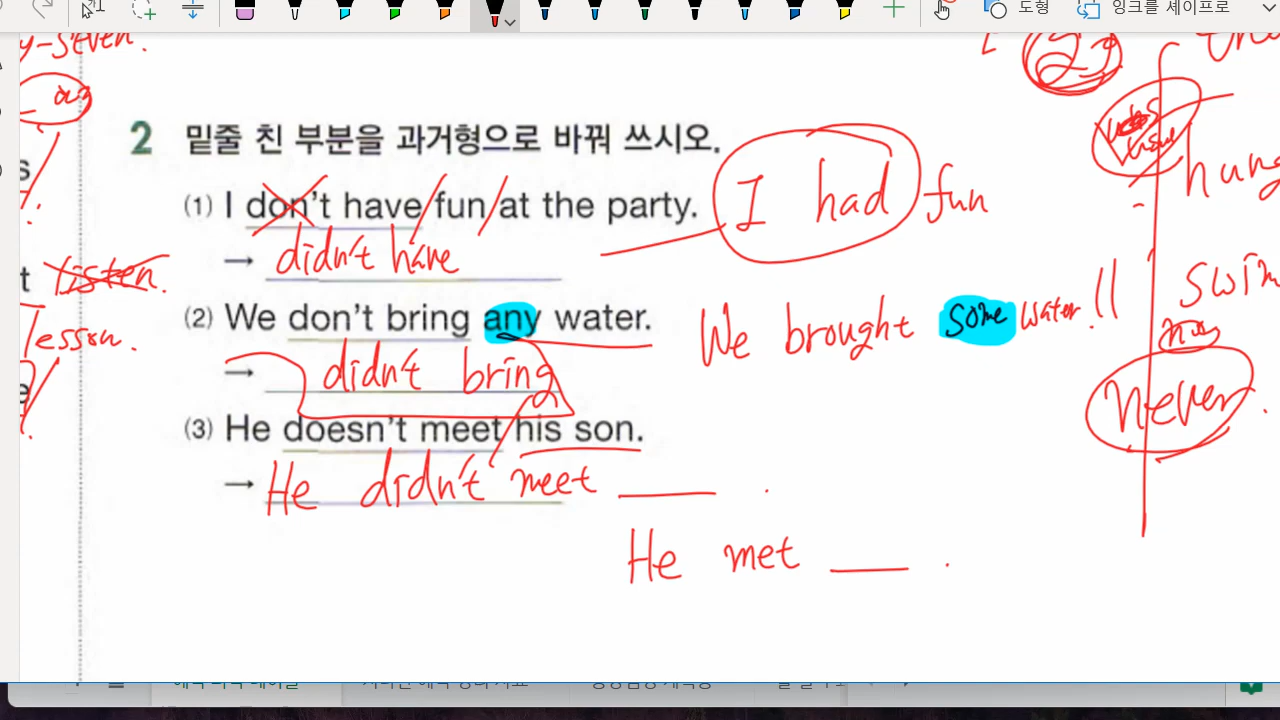 도형
잉크를 셰이프로
y-seven.
2 밑줄 친 부분을 과거형으로 바꿔 쓰시오.
(1) I don't have fun at the party.
I had fun
→ didn't have
(2) We don't bring any water.
We brought some water!!
→ didn't bring
(3) He doesn't meet his son.
→ He didn't meet ____ .
He met ____ .
t listen.
lesson.
hung
swim
never.